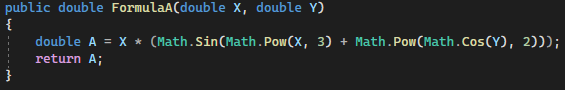 public double FormulaA(double X, double Y)
{
double A = X * (Math.Sin(Math.Pow(X, 3) + Math.Pow(Math.Cos(Y), 2)));
return A;
}